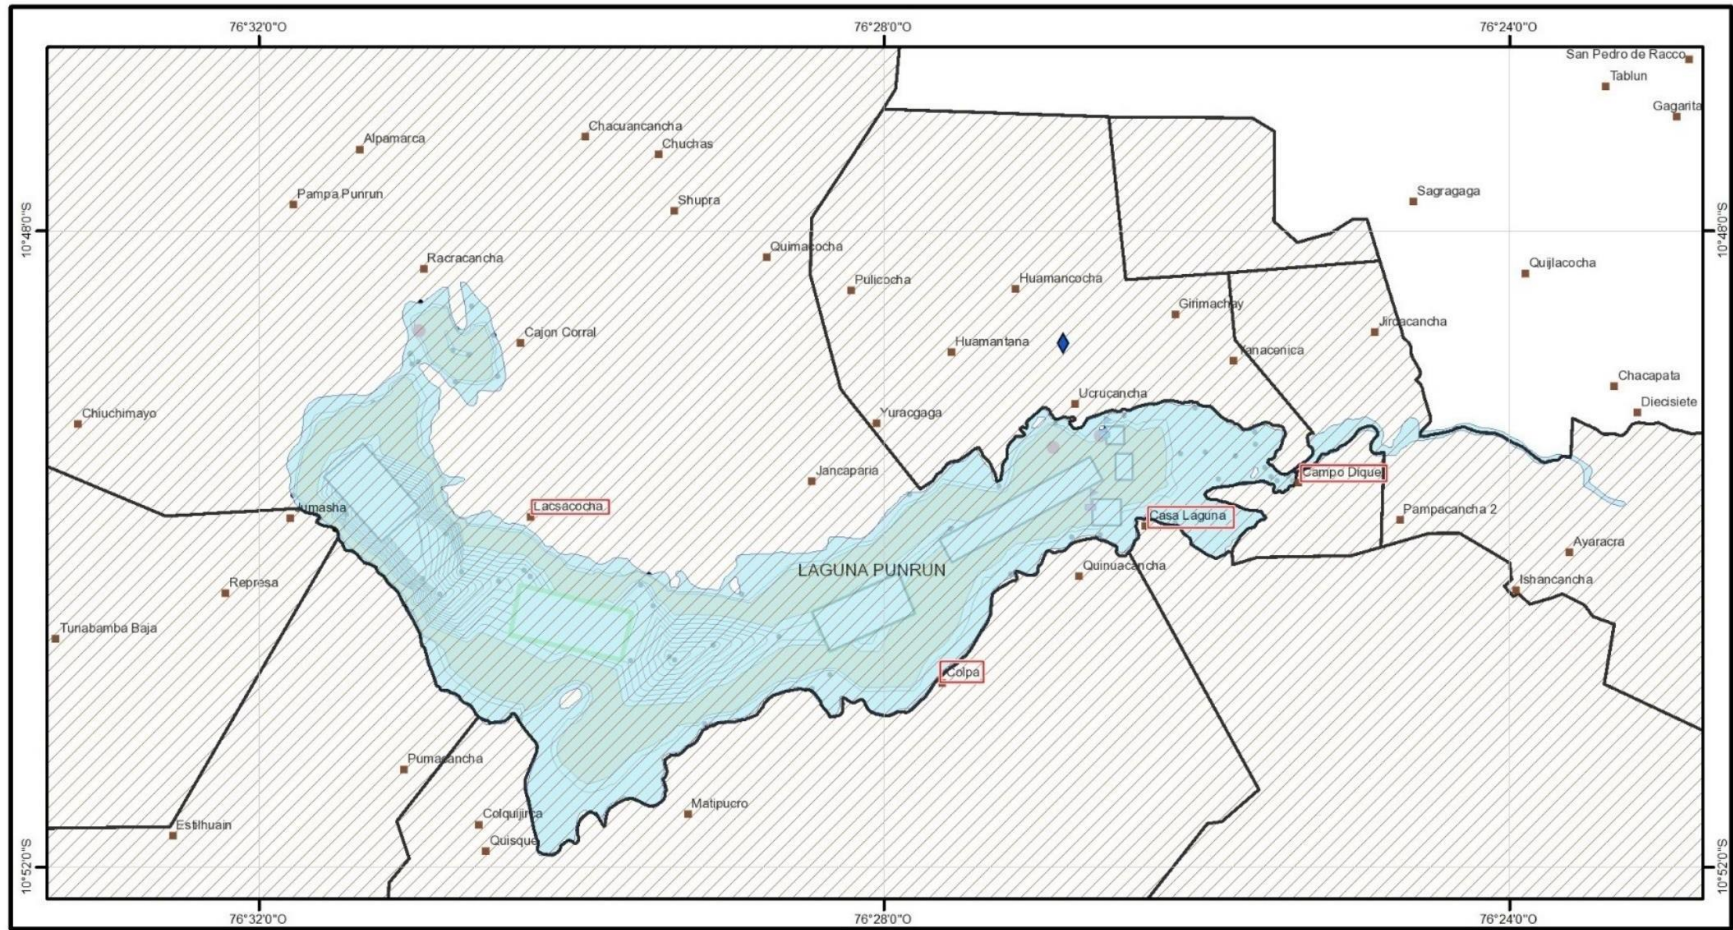 76°32'0"O
76°28'0"O
76°24'0"O
San Pedro de Racco
Tablun
Gagarita
Chacuancancha
Alpamarca
Chuchas
Pampa Punrun
Shupra
Sagragaga
10°48'0"S
10°48'0"S
Quimacocha
Racracancha
Quijlacocha
Pulicocha
Huamancocha
Girimachay
Jircacancha
Cajon Corral
Huamantana
Yanacenica
Chacapata
Ucrucancha
Diecisiete
Chiuchimayo
Yuracgaga
Jancaparia
Campo Dique
Lacsacocha
Jumasha
Casa Laguna
Pampacancha 2
Ayaracra
LAGUNA PUNRUN
Quinuacancha
Represa
Ishancancha
Tunabamba Baja
Colpa
Pumacancha
Matipucro
Colquijirca
Estilhuain
Quisque
10°52'0"S
10°52'0"S
76°32'0"O
76°28'0"O
76°24'0"O